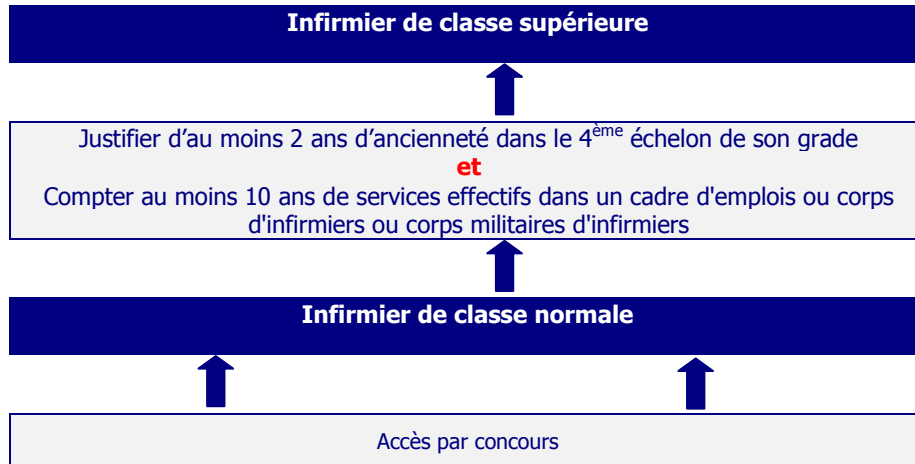 Infirmier de classe supérieure
Justifier d’au moins 2 ans d’ancienneté dans le 4ème échelon de son grade
et
Compter au moins 10 ans de services effectifs dans un cadre d'emplois ou corps
d'infirmiers ou corps militaires d'infirmiers
Infirmier de classe normale
Accès par concours